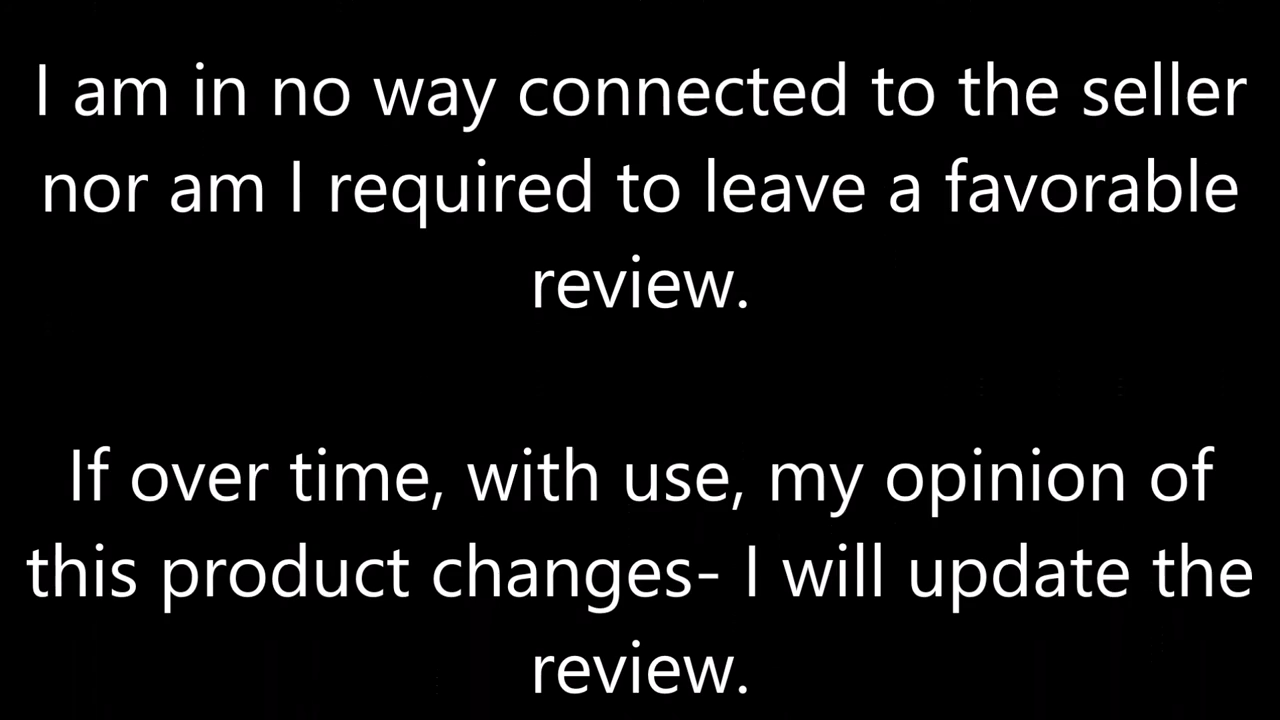 I am in no way connected to the seller
nor am I required to leave a favorable
review.
If over time, with use, my opinion of
this product changes- I will update the
review.